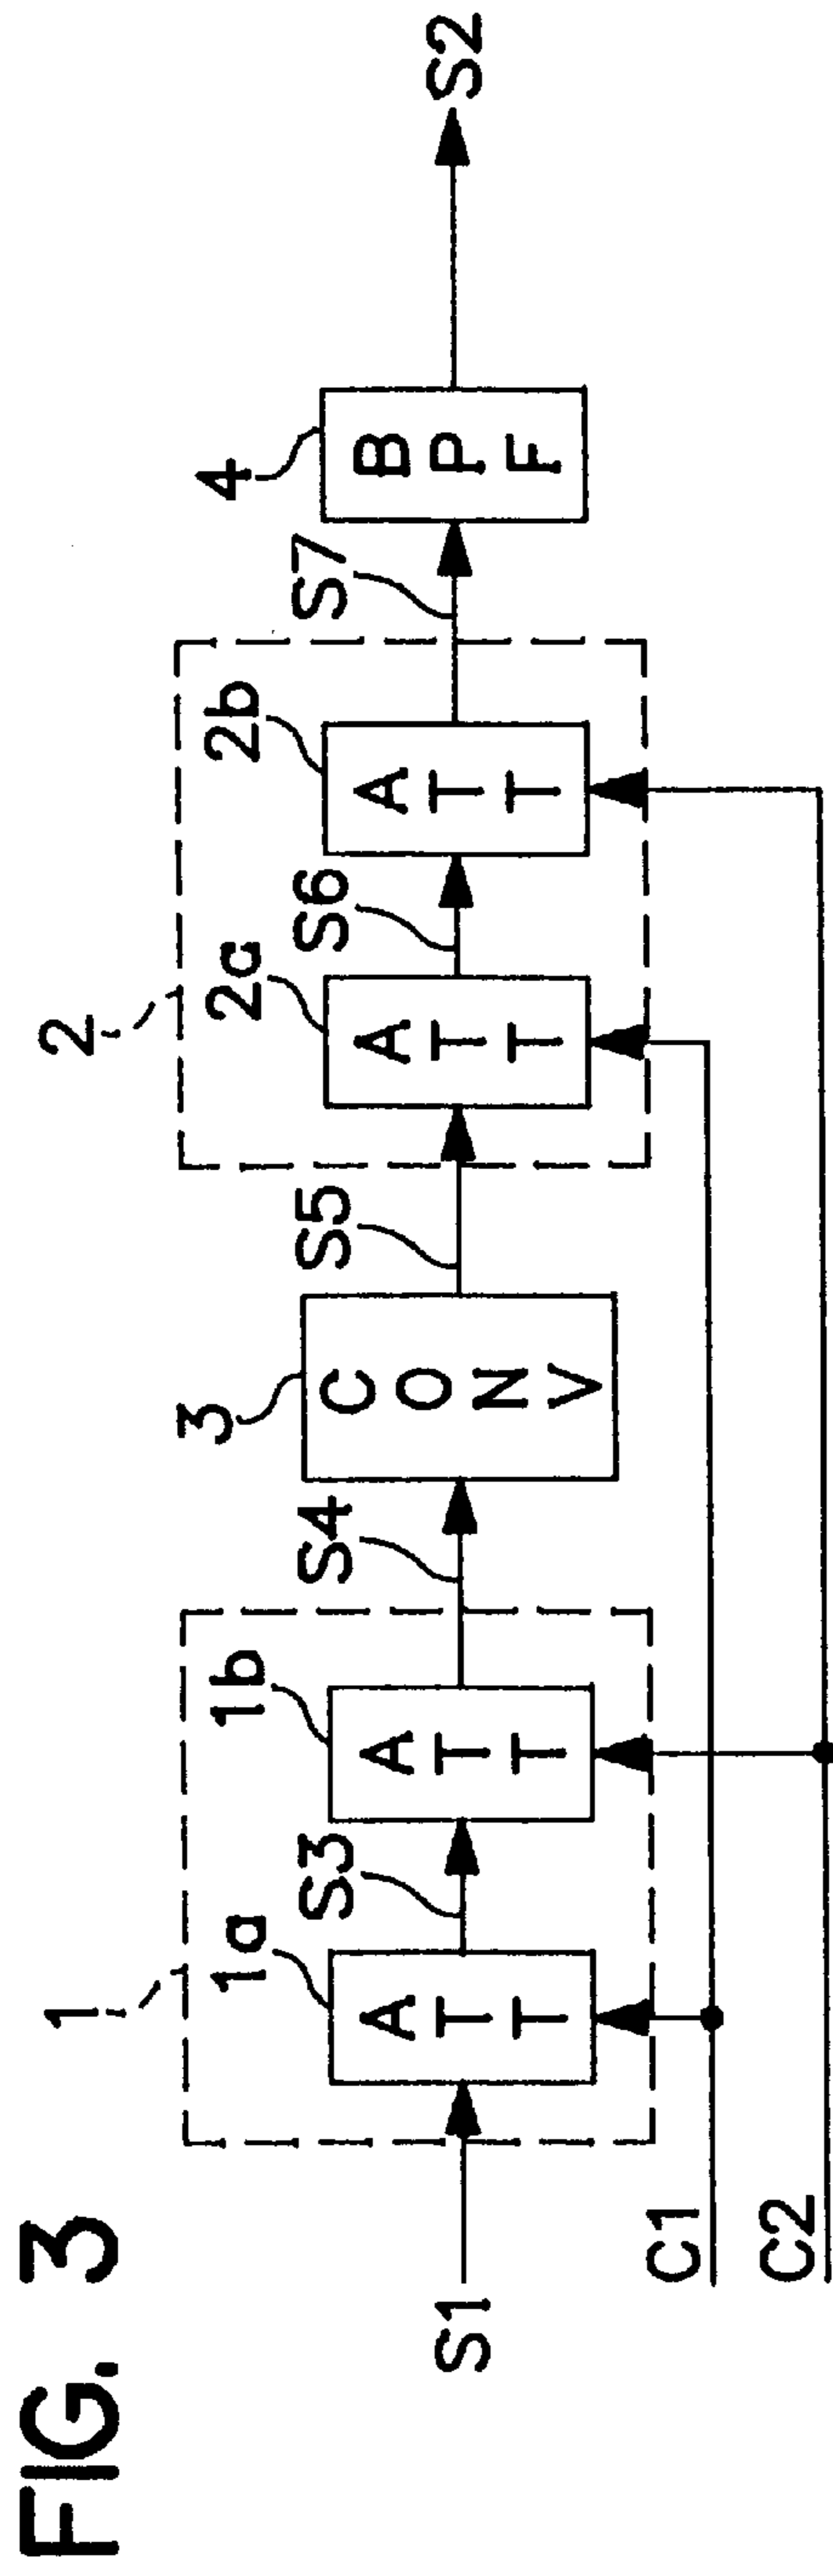 FIG. 3
1
2
1a
1b
3
2a
2b
4
S3
S4
S5
S6
S7
S1
ATT
ATT
CONV
ATT
ATT
BPF
S2
C1
C2